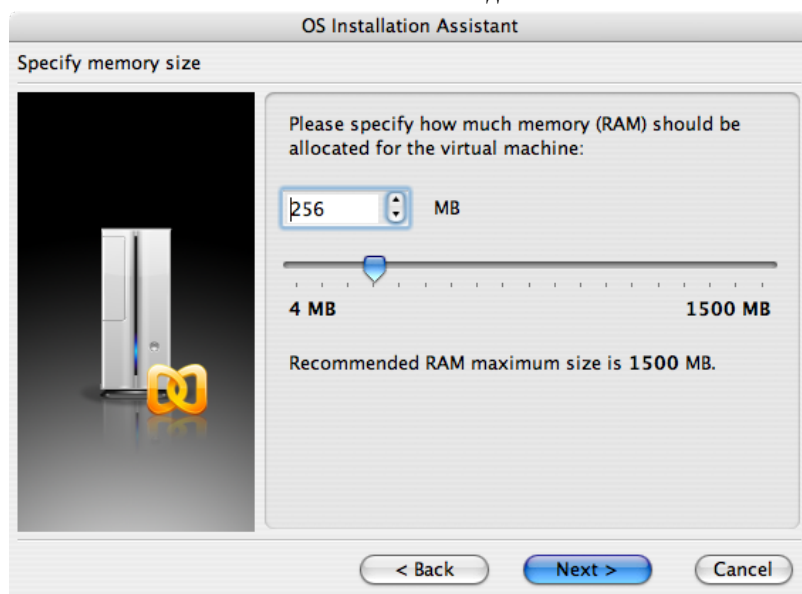 OS Installation Assistant
Specify memory size
Please specify how much memory (RAM) should be
allocated for the virtual machine:
256 MB
4 MB 1500 MB
Recommended RAM maximum size is 1500 MB.
< Back Next > Cancel